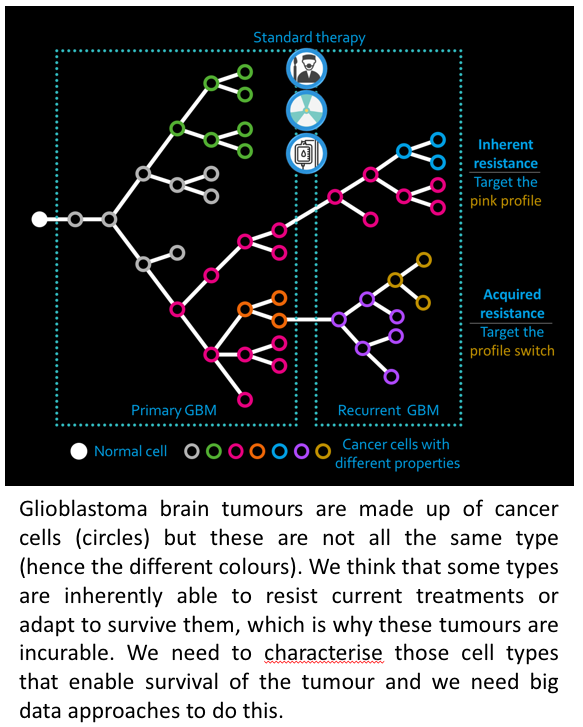 Standard therapy
Inherent
resistance
Target the
pink profile
Acquired
resistance
Target the
profile switch
Primary GBM
Recurrent GBM
Normal cell
Cancer cells with
different properties
Glioblastoma brain tumours are made up of cancer
cells (circles) but these are not all the same type
(hence the different colours). We think that some types
are inherently able to resist current treatments or
adapt to survive them, which is why these tumours are
incurable. We need to characterise those cell types
that enable survival of the tumour and we need big
data approaches to do this.